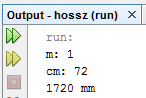 Output - hossz (run)
run:
m: 1
cm: 72
1720 mm